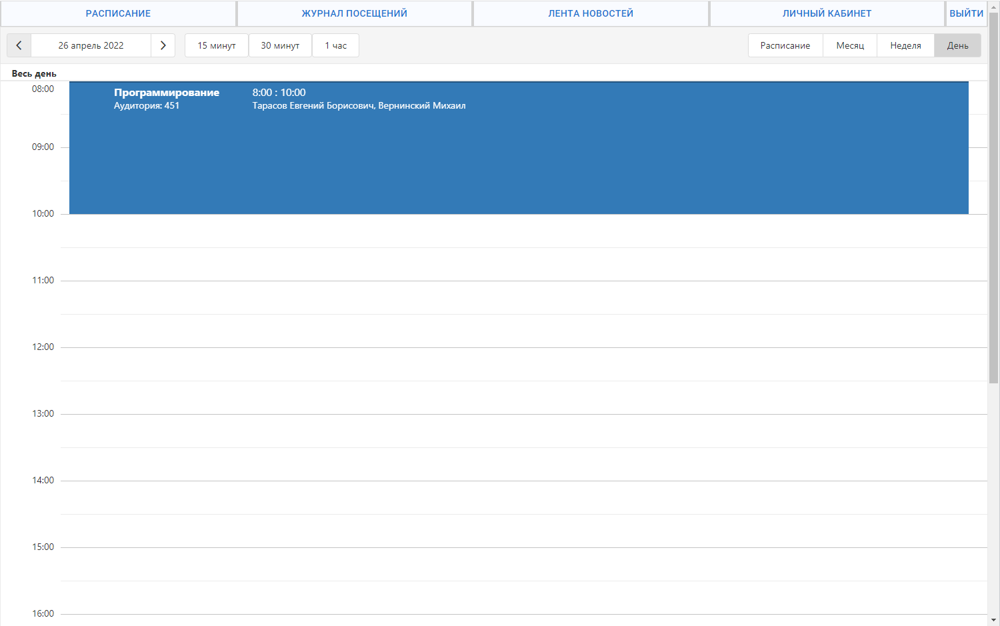 РАСПИСАНИЕ ЖУРНАЛ ПОСЕЩЕНИЙ ЛЕНТА НОВОСТЕЙ ЛИЧНЫЙ КАБИНЕТ ВЫЙТИ
26 апрель 2022 15 минут 30 минут 1 час Расписание Месяц Неделя День
Весь день
08:00
Программирование 8:00 : 10:00
Аудитория: 451 Тарасов Евгений Борисович, Вернинский Михаил
09:00
10:00
11:00
12:00
13:00
14:00
15:00
16:00